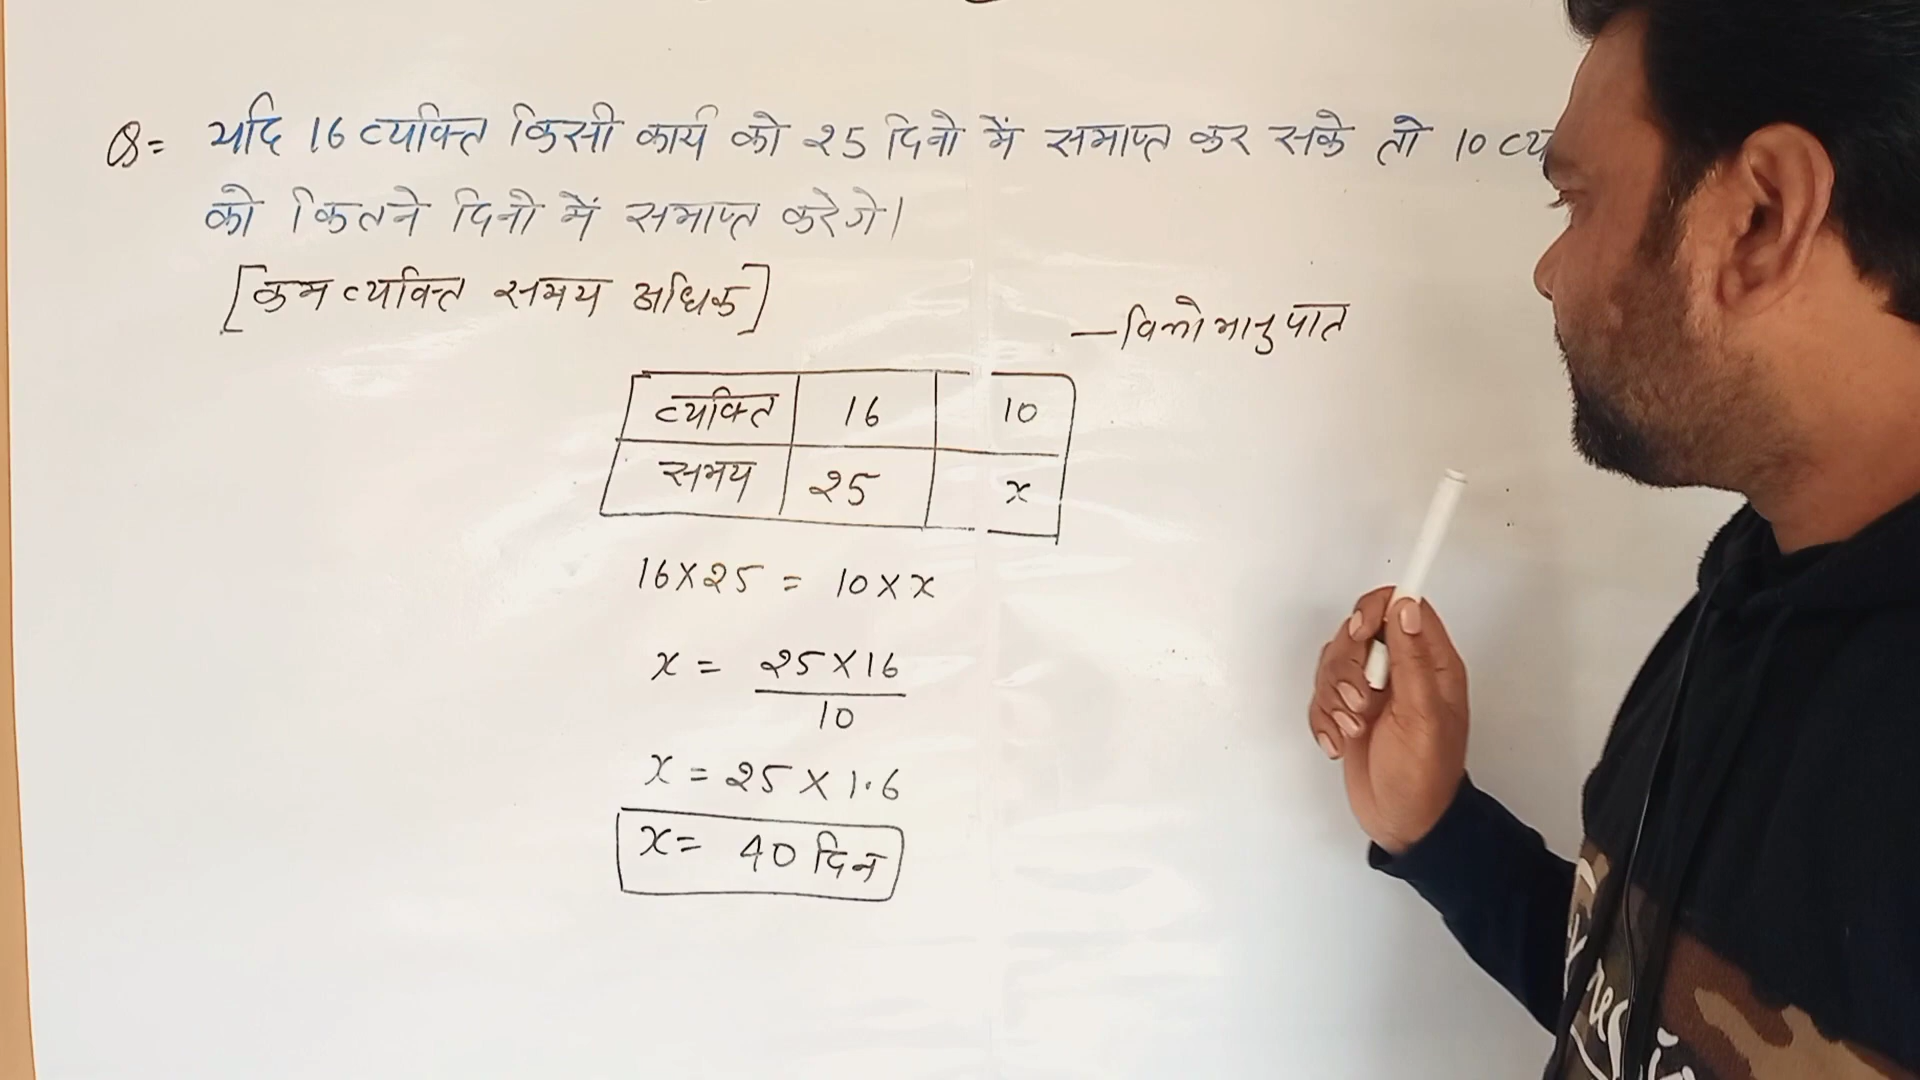 Q= यदि 16 व्यक्ति किसी कार्य को 25 दिनो में समाप्त कर सके तो 10
को कितने दिनो में समाप्त करेगे।
[कम व्यक्ति समय अधिक]
—विलोमानुपात
व्यक्ति 16 10
समय 25 x
16×25 = 10×x
x = 25×16
10
x = 25×1.6
x= 40 दिन